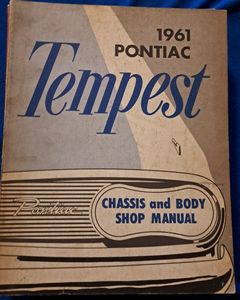 1961
PONTIAC
Tempest
Pontiac
CHASSIS and BODY
SHOP MANUAL